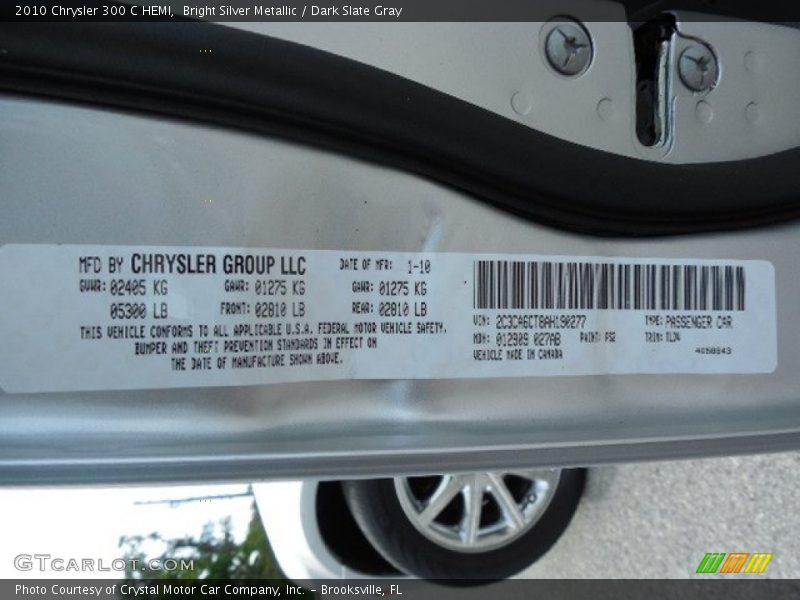 2010 Chrysler 300 C HEMI, Bright Silver Metallic / Dark Slate Gray
MFD BY CHRYSLER GROUP LLC DATE OF MFR: 1-10
GVWR: 02405 KG GAWR: 01275 KG GAWR: 01275 KG
05300 LB FRONT: 02810 LB REAR: 02810 LB
THIS VEHICLE CONFORMS TO ALL APPLICABLE U.S.A. FEDERAL MOTOR VEHICLE SAFETY,
BUMPER AND THEFT PREVENTION STANDARDS IN EFFECT ON
THE DATE OF MANUFACTURE SHOWN ABOVE.
VIN: 2C3CA6CT8AH190277 TYPE: PASSENGER CAR
MDH: 012909 027AB PAINT: PS2 TRIM:
VEHICLE MADE IN CANADA
GTCarlot.com
Photo Courtesy of Crystal Motor Car Company, Inc. – Brooksville, FL